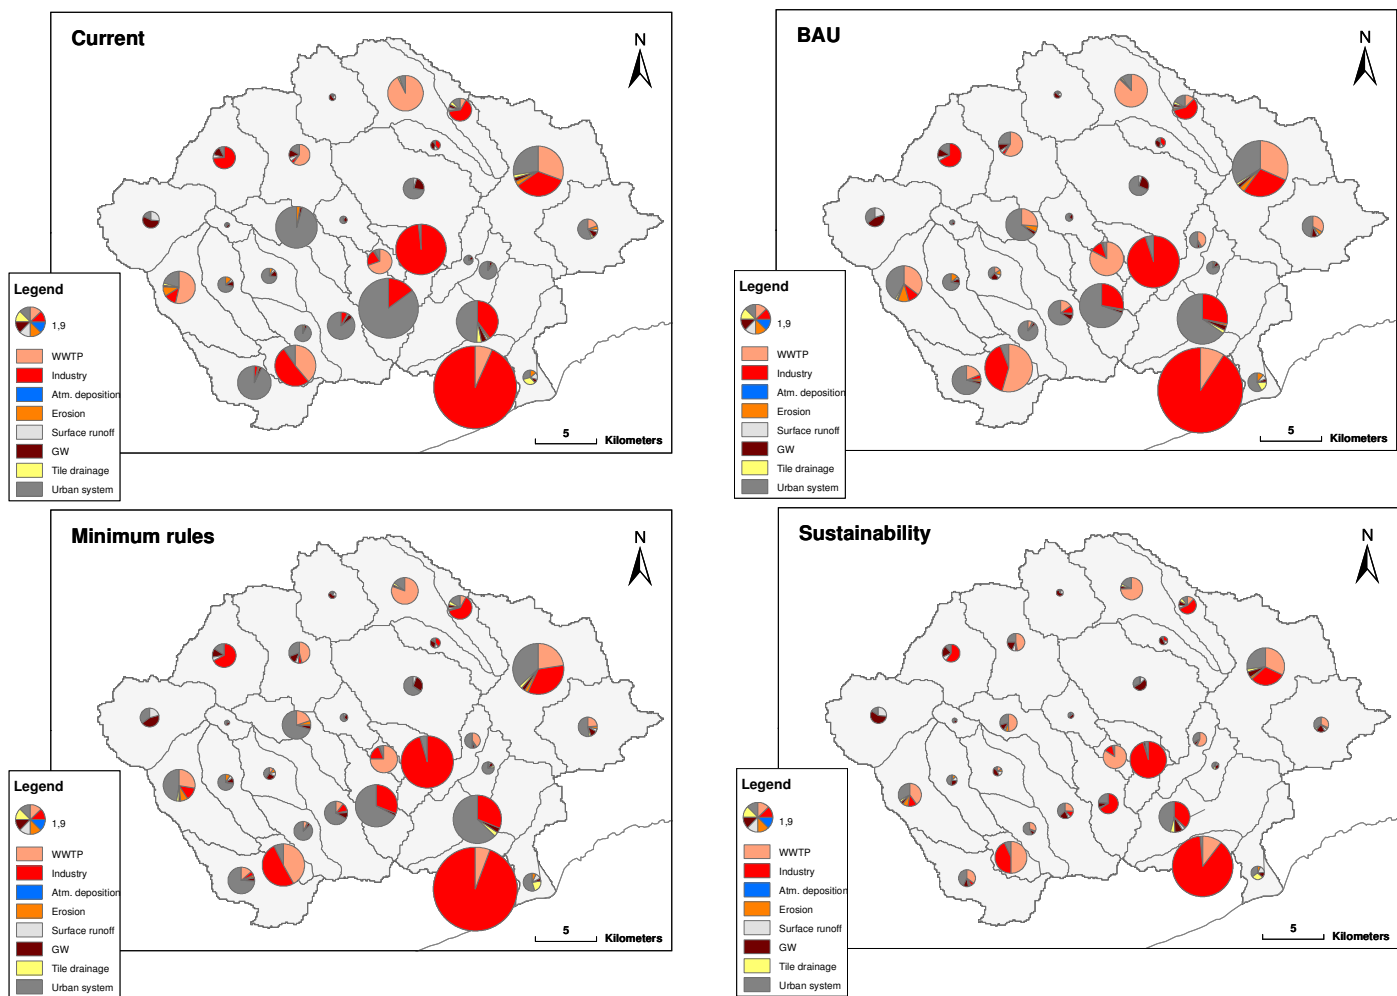 Current
N
Legend
1,9
WWTP
Industry
Atm. deposition
Erosion
Surface runoff
GW
Tile drainage
Urban system
5
Kilometers
BAU
N
Legend
1,9
WWTP
Industry
Atm. deposition
Erosion
Surface runoff
GW
Tile drainage
Urban system
5
Kilometers
Minimum rules
N
Legend
1,9
WWTP
Industry
Atm. deposition
Erosion
Surface runoff
GW
Tile drainage
Urban system
5
Kilometers
Sustainability
N
Legend
1,9
WWTP
Industry
Atm. deposition
Erosion
Surface runoff
GW
Tile drainage
Urban system
5
Kilometers